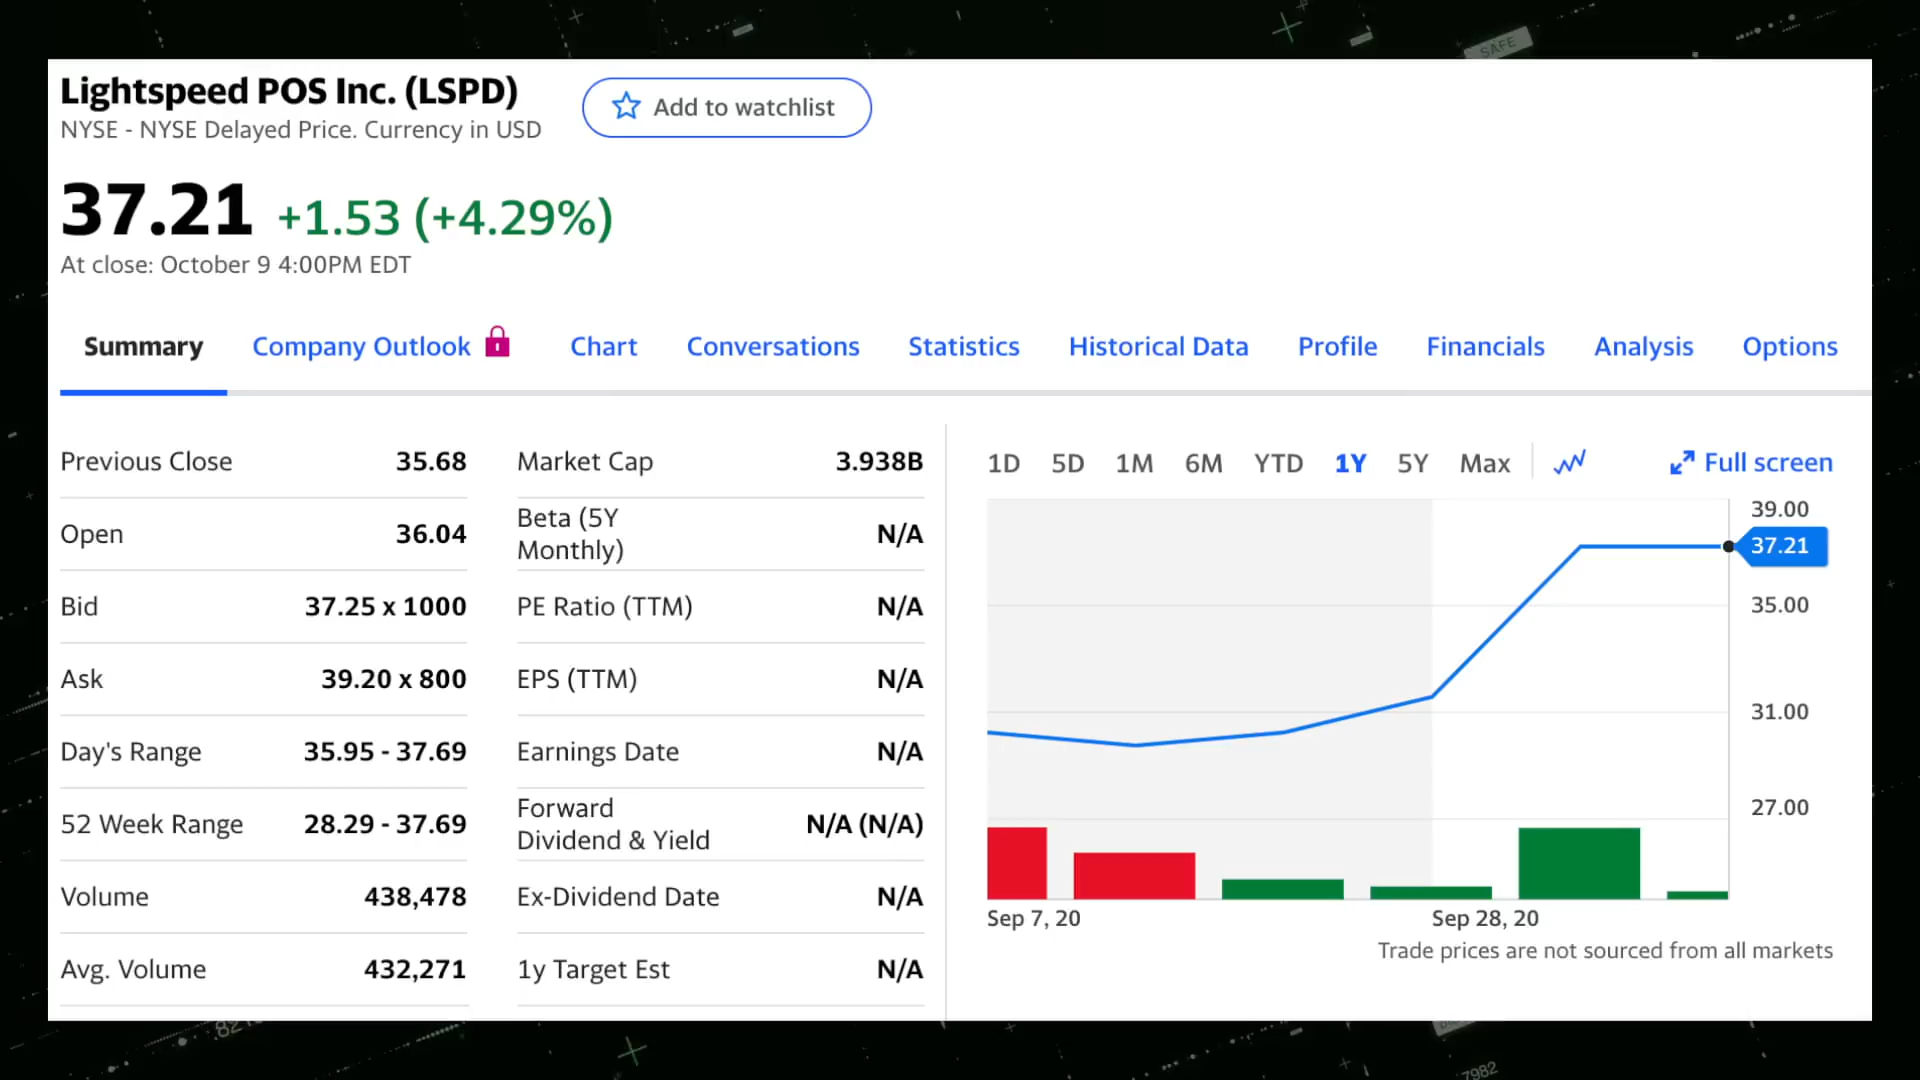 SAFE
Lightspeed POS Inc. (LSPD)
NYSE - NYSE Delayed Price. Currency in USD
Add to watchlist
37.21 +1.53 (+4.29%)
At close: October 9 4:00PM EDT
Summary Company Outlook Chart Conversations Statistics Historical Data Profile Financials Analysis Options
Previous Close 35.68
Open 36.04
Bid 37.25 x 1000
Ask 39.20 x 800
Day's Range 35.95 - 37.69
52 Week Range 28.29 - 37.69
Volume 438,478
Avg. Volume 432,271
Market Cap 3.938B
Beta (5Y
Monthly) N/A
PE Ratio (TTM) N/A
EPS (TTM) N/A
Earnings Date N/A
Forward
Dividend & Yield N/A (N/A)
Ex-Dividend Date N/A
1y Target Est N/A
1D 5D 1M 6M YTD 1Y 5Y Max Full screen
39.00
37.21
35.00
31.00
27.00
Sep 7, 20 Sep 28, 20
Trade prices are not sourced from all markets
7982